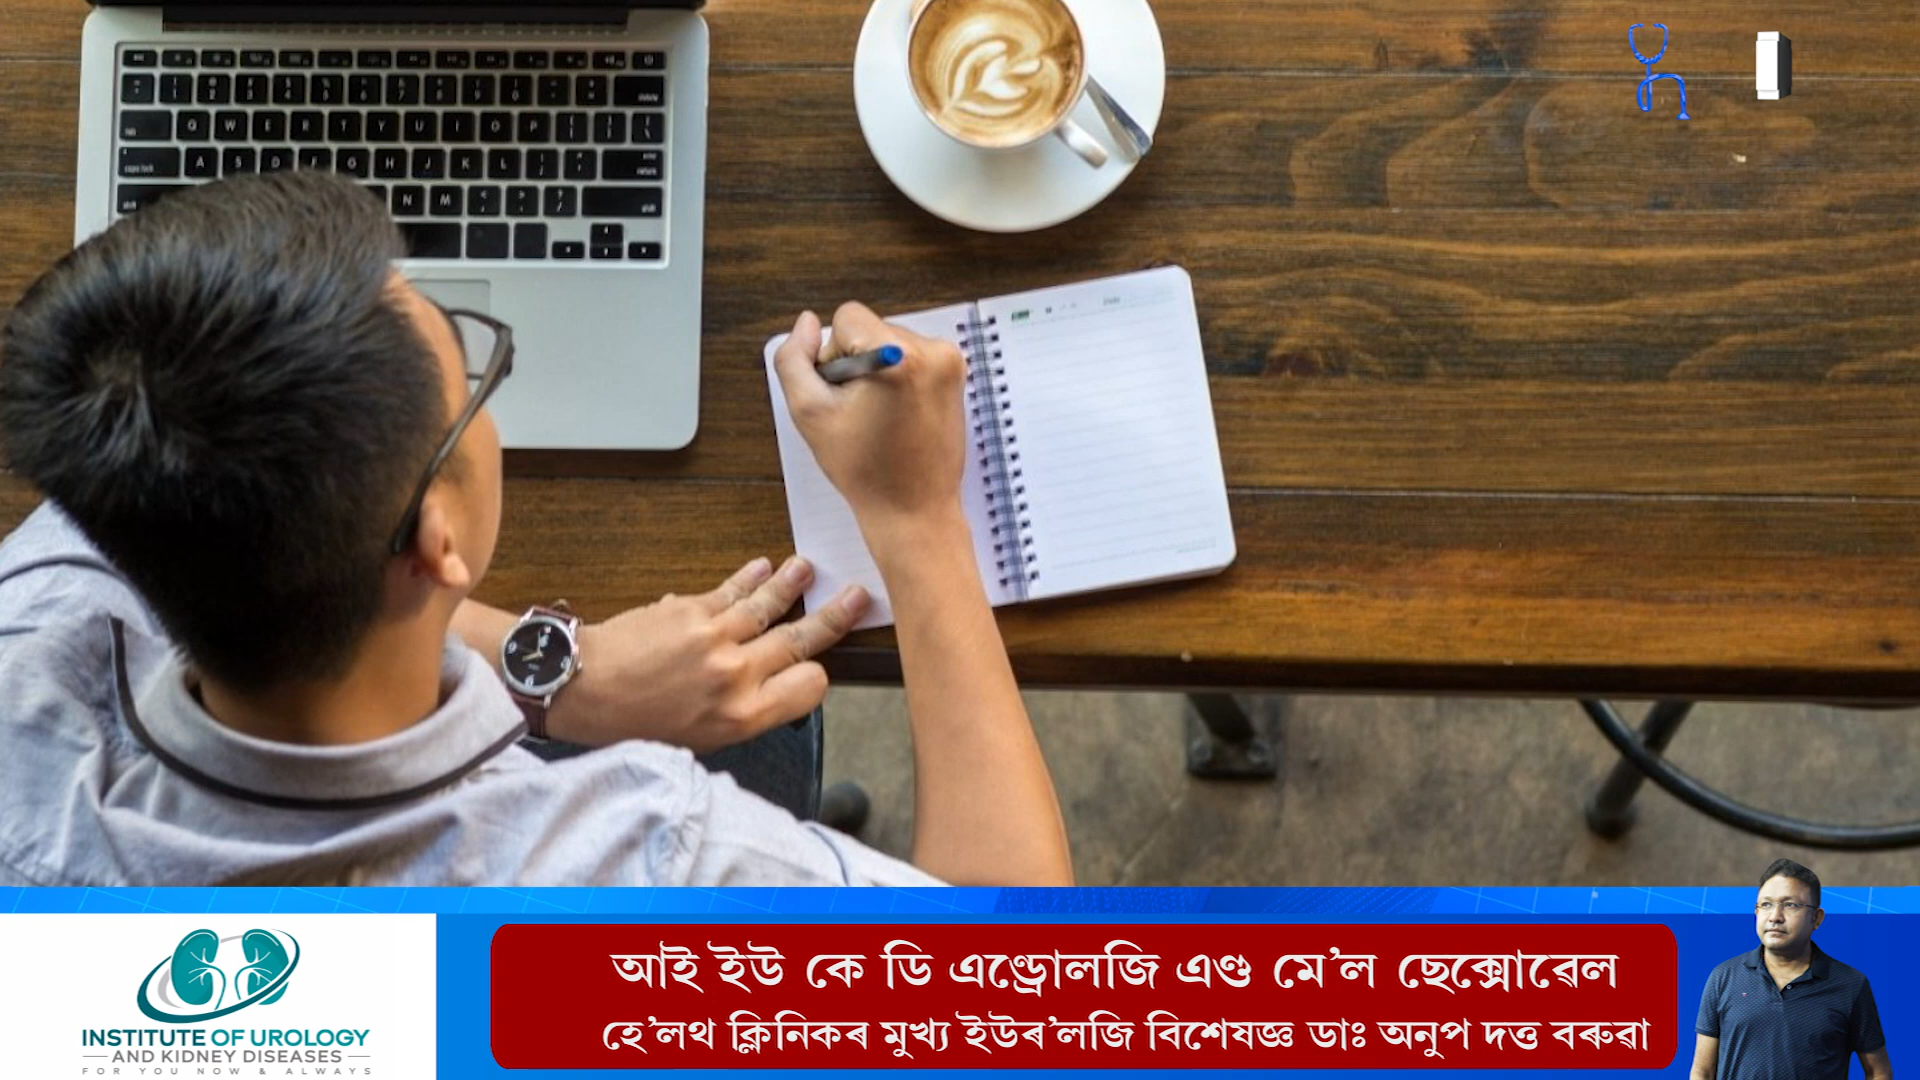 আই ইউ কে ডি এণ্ড্ৰোলজি এণ্ড মে'ল ছেক্সোৱেল
হে'লথ ক্লিনিকৰ মুখ্য ইউৰ'লজি বিশেষজ্ঞ ডাঃ অনুপ দত্ত বৰুৱা
INSTITUTE OF UROLOGY
AND KIDNEY DISEASES
FOR YOU NOW & ALWAYS